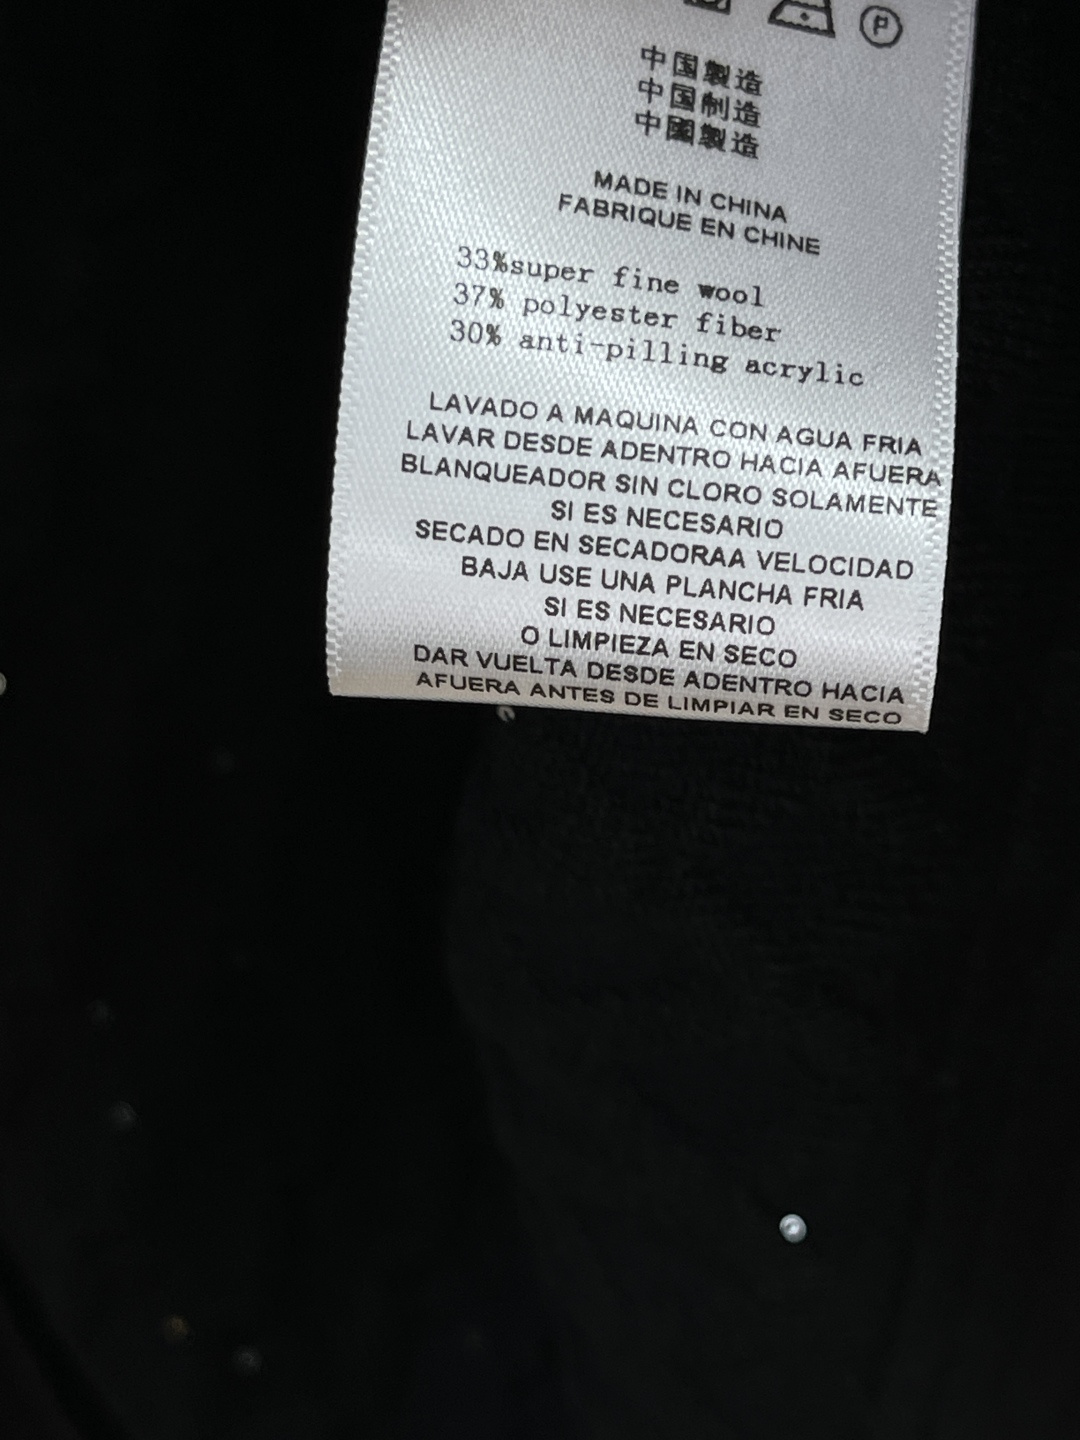 P
中国製造
中国制造
中國製造
MADE IN CHINA
FABRIQUE EN CHINE
33%super fine wool
37% polyester fiber
30% anti-pilling acrylic
LAVADO A MAQUINA CON AGUA FRIA
LAVAR DESDE ADENTRO HACIA AFUERA
BLANQUEADOR SIN CLORO SOLAMENTE
SI ES NECESARIO
SECADO EN SECADORAA VELOCIDAD
BAJA USE UNA PLANCHA FRIA
SI ES NECESARIO
O LIMPIEZA EN SECO
DAR VUELTA DESDE ADENTRO HACIA
AFUERA ANTES DE LIMPIAR EN SECO